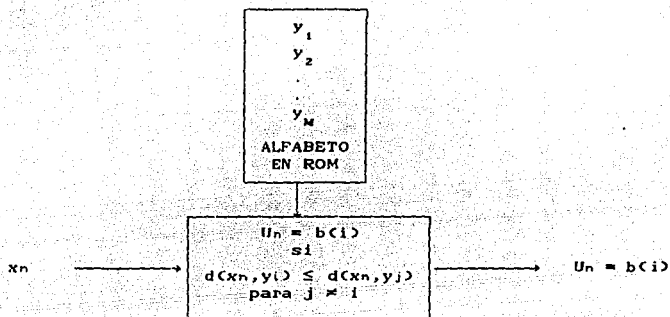 y1
y2
.
.
yM
ALFABETO
EN ROM
Un = b(i)
si
xn
d(xn,yi) ≤ d(xn,yj)
Un = b(i)
para j ≠ i